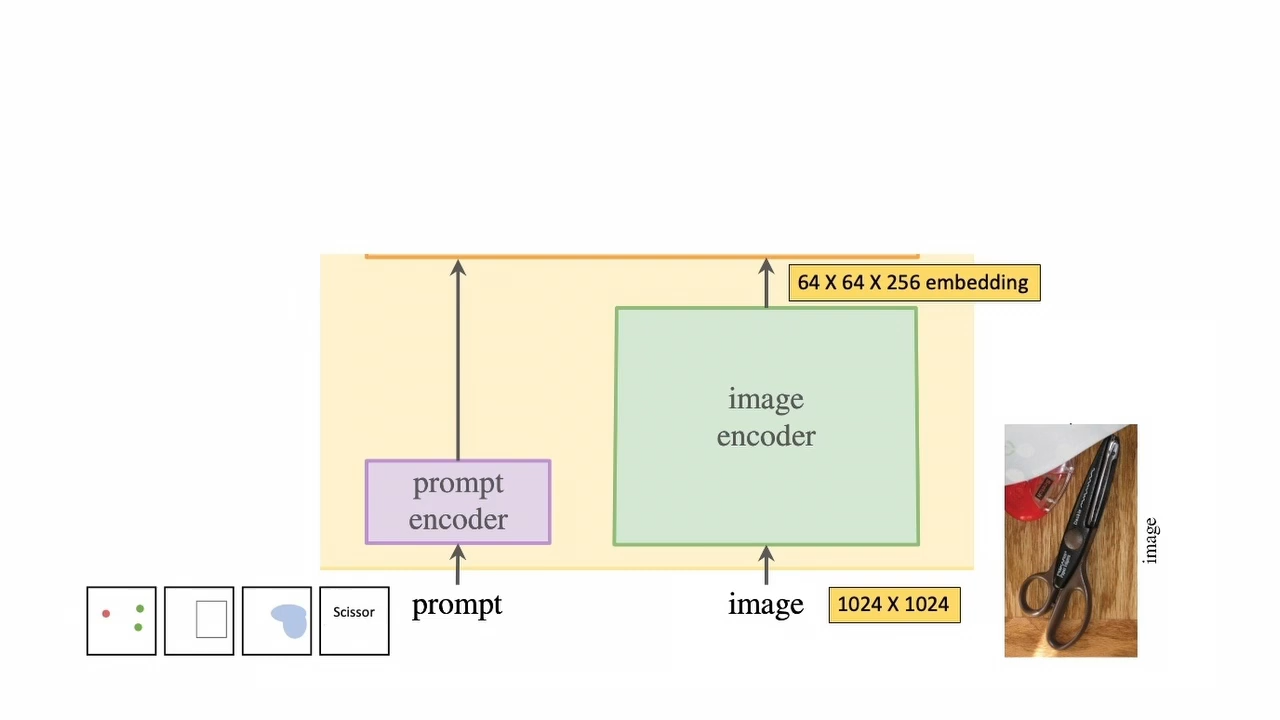 64 X 64 X 256 embedding
image
encoder
prompt
encoder
image
Scissor
prompt
image
1024 X 1024